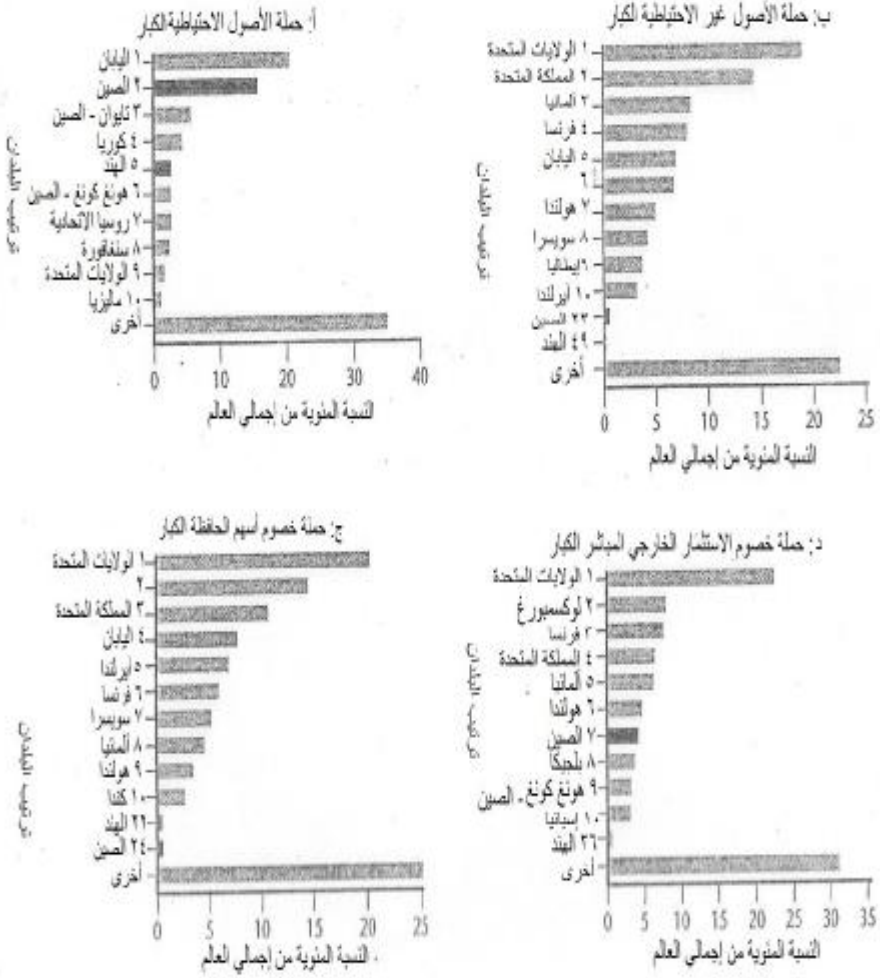 أ: حملة الأصول الاحتياطية الكبار
١ اليابان
٢ الصين
٣ تايوان - الصين
٤ كوريا
٥ الهند
٦ هونغ كونغ - الصين
٧ روسيا الاتحادية
٨ سنغافورة
٩ الولايات المتحدة
١٠ ماليزيا
أخرى
ترتيب البلدان
0 10 20 30 40
النسبة المئوية من إجمالي العالم
ب: حملة الأصول غير الاحتياطية الكبار
١ الولايات المتحدة
٢ المملكة المتحدة
٣ ألمانيا
٤ فرنسا
٥ اليابان
٦
٧ هولندا
٨ سويسرا
٩ إيطاليا
١٠ أيرلندا
٢٣ الصين
٤٩ الهند
أخرى
ترتيب البلدان
0 5 10 15 20 25
النسبة المئوية من إجمالي العالم
ج: حملة خصوم أسهم الحافظة الكبار
١ الولايات المتحدة
٢
٣ المملكة المتحدة
٤ اليابان
٥ أيرلندا
٦ فرنسا
٧ سويسرا
٨ ألمانيا
٩ هولندا
١٠ كندا
٢٢ الهند
٢٤ الصين
أخرى
ترتيب البلدان
0 5 10 15 20 25
النسبة المئوية من إجمالي العالم
د: حملة خصوم الاستثمار الخارجي المباشر الكبار
١ الولايات المتحدة
٢ لوكسمبورغ
٣ فرنسا
٤ المملكة المتحدة
٥ ألمانيا
٦ هولندا
٧ الصين
٨ بلجيكا
٩ هونغ كونغ - الصين
١٠ إسبانيا
٢٦ الهند
أخرى
ترتيب البلدان
0 5 10 15 20 25 30 35
النسبة المئوية من إجمالي العالم